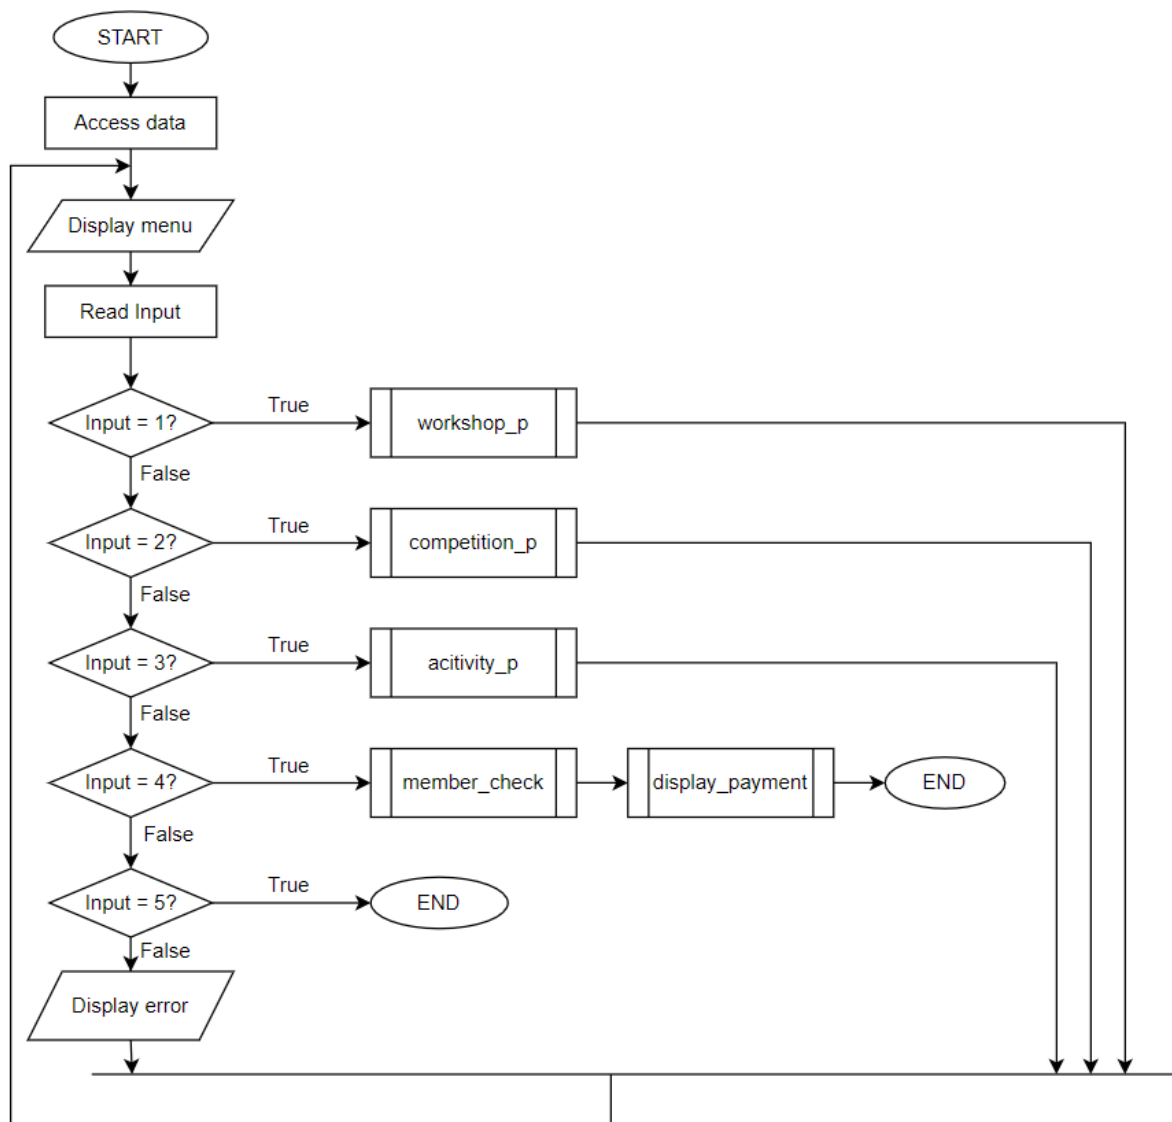 START
Access data
Display menu
Read Input
Input = 1?
True
workshop_p
False
Input = 2?
True
competition_p
False
Input = 3?
True
acitivity_p
False
Input = 4?
True
member_check
display_payment
END
False
Input = 5?
True
END
False
Display error